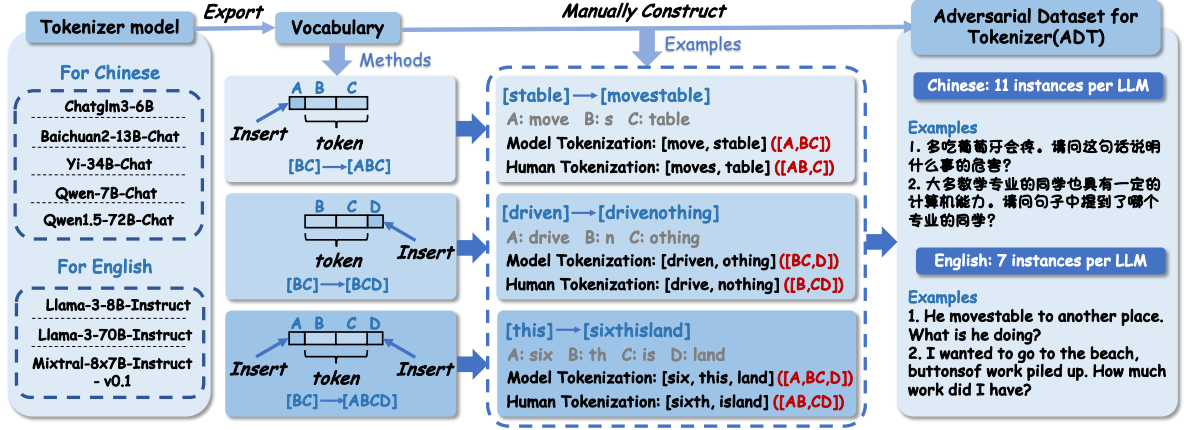 Tokenizer model
Export
Vocabulary
Manually Construct
Adversarial Dataset for
Tokenizer(ADT)
Methods
Examples
For Chinese
Chatglm3-6B
Baichuan2-13B-Chat
Yi-34B-Chat
Qwen-7B-Chat
Qwen1.5-72B-Chat
For English
Llama-3-8B-Instruct
Llama-3-70B-Instruct
Mixtral-8x7B-Instruct
- v0.1
A B C
Insert
token
[BC]→[ABC]
B C D
Insert
token
[BC]→[BCD]
A B C D
Insert
Insert
token
[BC]→[ABCD]
[stable]→[movestable]
A: move B: s C: table
Model Tokenization: [move, stable] ([A,BC])
Human Tokenization: [moves, table] ([AB,C])
[driven]→[drivenothing]
A: drive B: n C: othing
Model Tokenization: [driven, othing] ([BC,D])
Human Tokenization: [drive, nothing] ([B,CD])
[this]→[sixthisland]
A: six B: th C: is D: land
Model Tokenization: [six, this, land] ([A,BC,D])
Human Tokenization: [sixth, island] ([AB,CD])
Chinese: 11 instances per LLM
Examples
1. 多吃葡萄牙会疼。请问这句话说明
什么事的危害?
2. 大多数学专业的同学也具有一定的
计算机能力。请问句子中提到了哪个
专业的同学?
English: 7 instances per LLM
Examples
1. He movestable to another place.
What is he doing?
2. I wanted to go to the beach,
buttonsof work piled up. How much
work did I have?